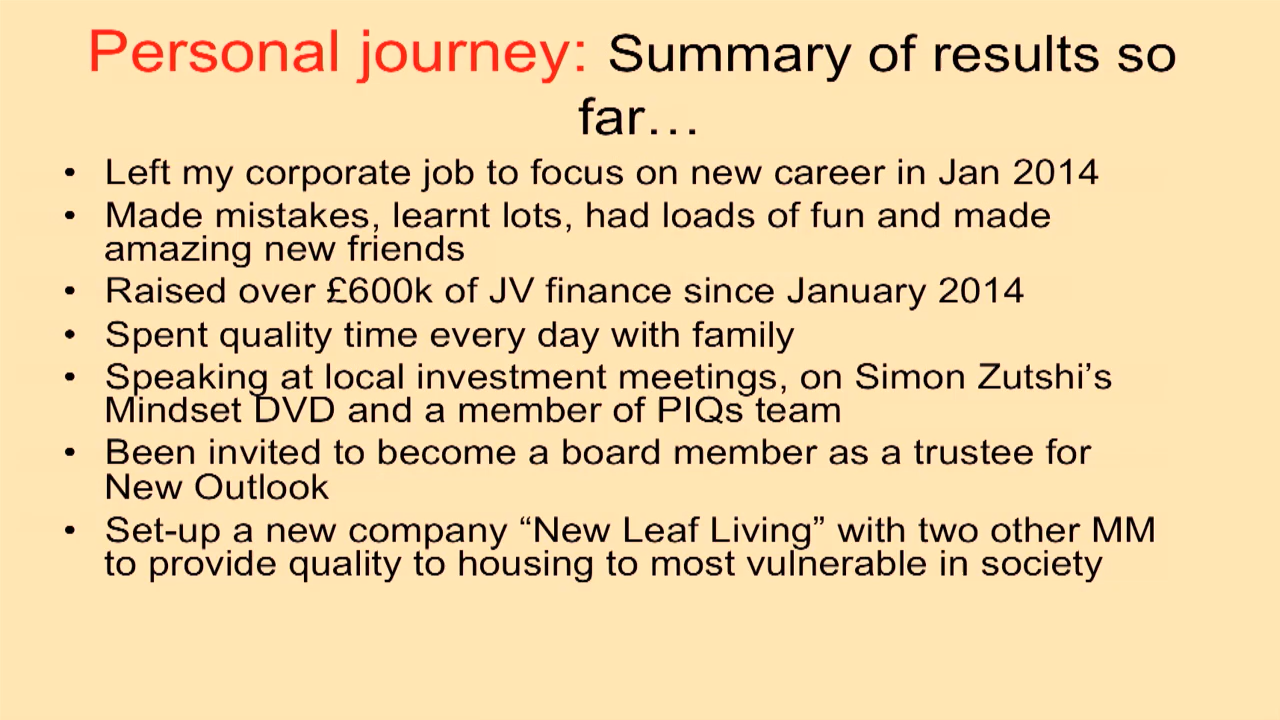 Personal journey: Summary of results so
far…
• Left my corporate job to focus on new career in Jan 2014
• Made mistakes, learnt lots, had loads of fun and made
amazing new friends
• Raised over £600k of JV finance since January 2014
• Spent quality time every day with family
• Speaking at local investment meetings, on Simon Zutshi’s
Mindset DVD and a member of PIQs team
• Been invited to become a board member as a trustee for
New Outlook
• Set-up a new company “New Leaf Living” with two other MM
to provide quality to housing to most vulnerable in society